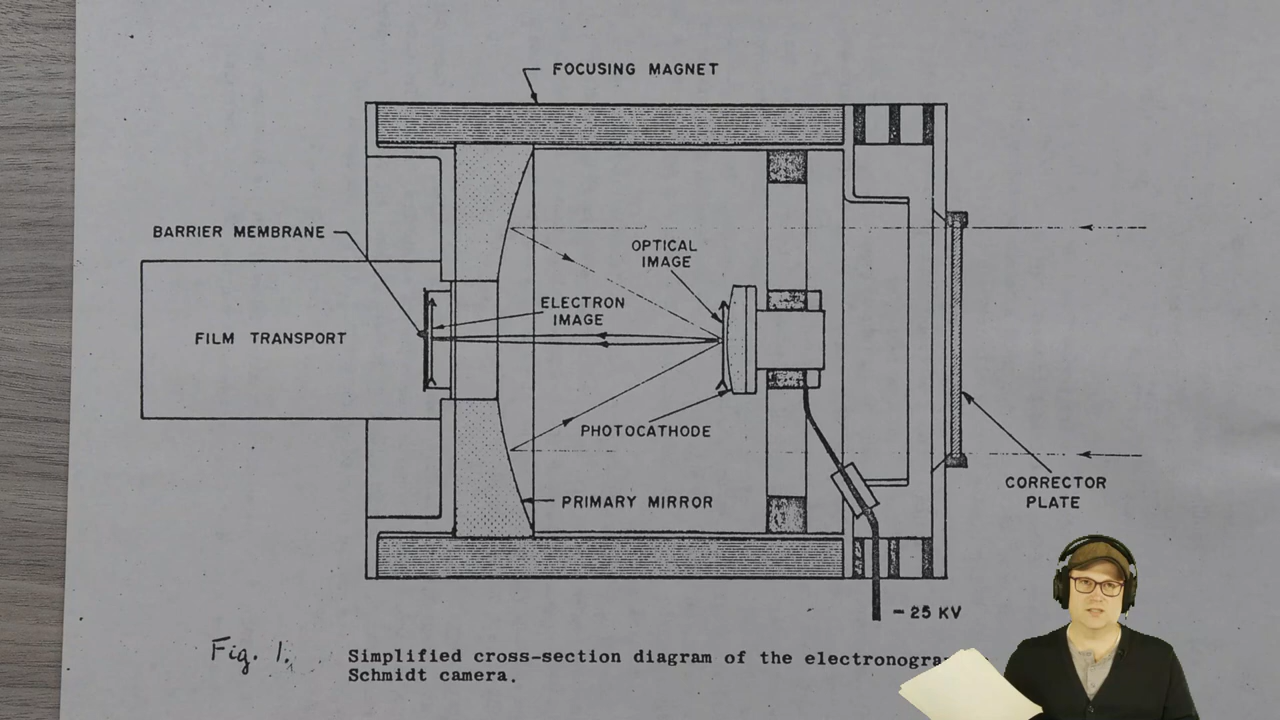 FOCUSING MAGNET
BARRIER MEMBRANE
OPTICAL
IMAGE
ELECTRON
IMAGE
FILM TRANSPORT
PHOTOCATHODE
PRIMARY MIRROR
CORRECTOR
PLATE
- 25 KV
Fig. 1.
Simplified cross-section diagram of the
Schmidt camera.